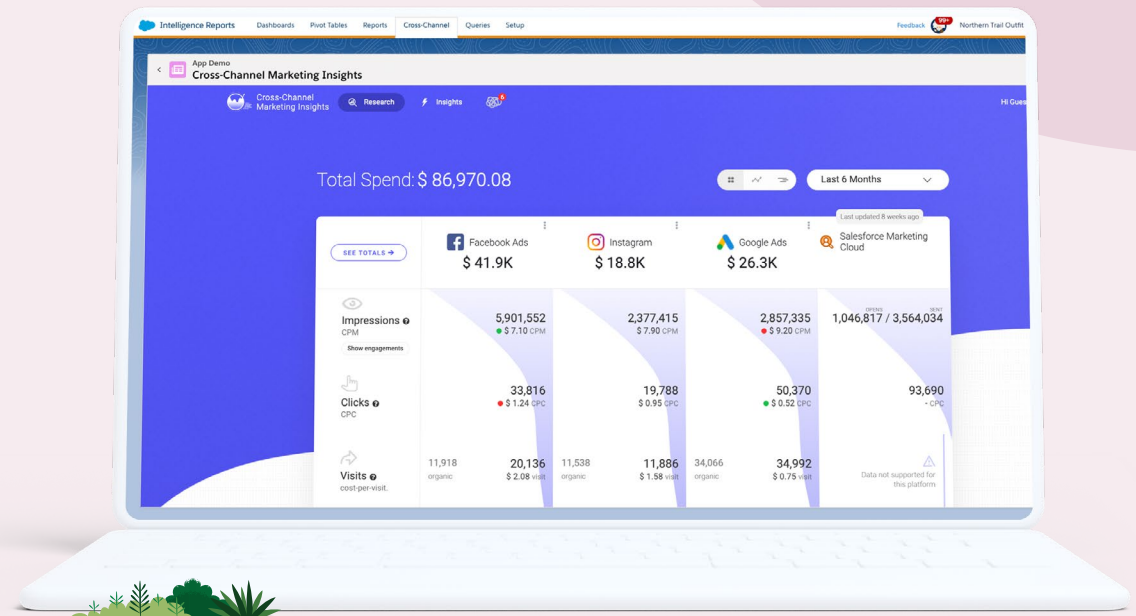 Intelligence Reports Dashboards Pivot Tables Reports Cross-Channel Queries Setup Feedback 99+ Northern Trail Outfit
App Demo
Cross-Channel Marketing Insights
Cross-Channel
Marketing Insights
Research Insights 6 Hi Gues
Total Spend: $ 86,970.08 Last 6 Months
Last updated 8 weeks ago
SEE TOTALS → Facebook Ads Instagram Google Ads Salesforce Marketing
Cloud
$ 41.9K $ 18.8K $ 26.3K
OPENS SENT
Impressions 5,901,552 2,377,415 2,857,335 1,046,817 / 3,564,034
CPM $ 7.10 CPM $ 7.90 CPM $ 9.20 CPM
Show engagements
Clicks 33,816 19,788 50,370 93,690
CPC $ 1.24 CPC $ 0.95 CPC $ 0.52 CPC - CPC
Visits 11,918 20,136 11,538 11,886 34,066 34,992
cost-per-visit. organic $ 2.08 visit organic $ 1.58 visit organic $ 0.75 visit
Data not supported for
this platform